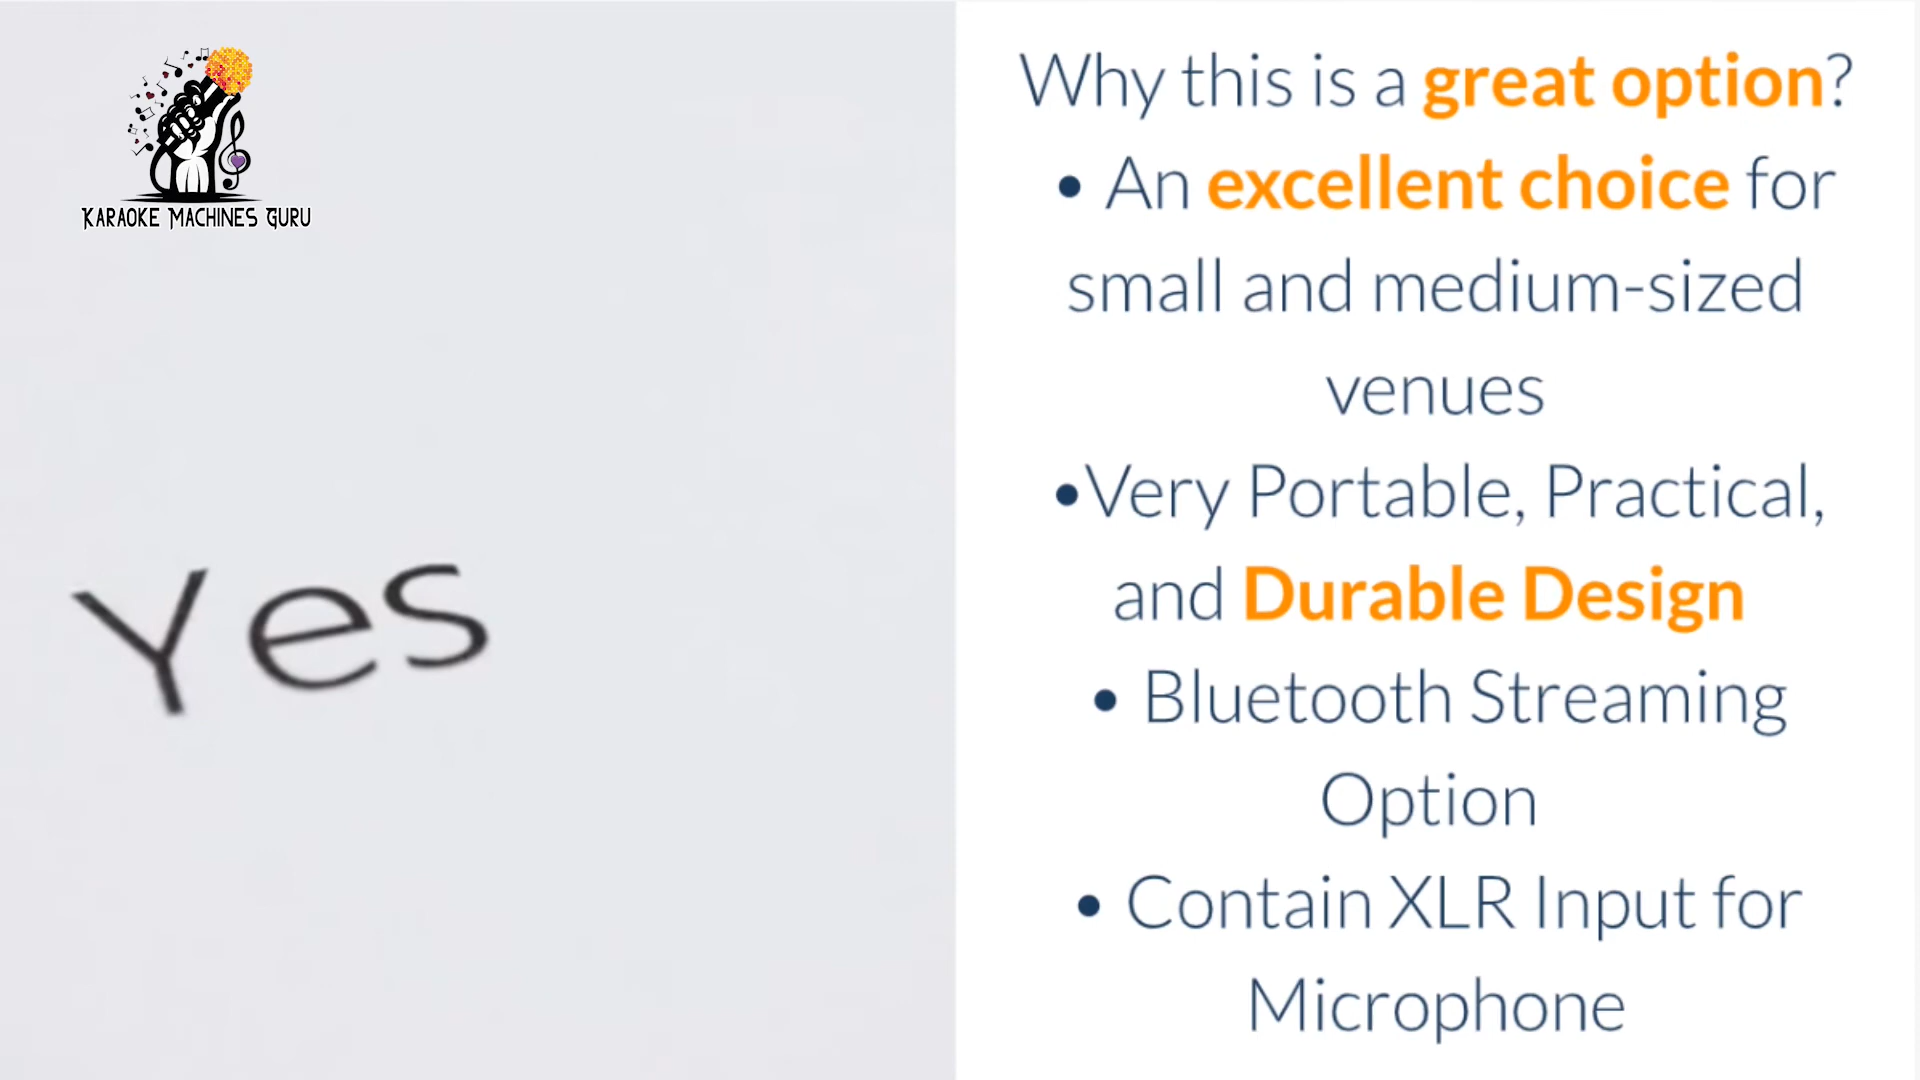 KARAOKE MACHINES GURU
Yes
Why this is a great option?
• An excellent choice for
small and medium-sized
venues
•Very Portable, Practical,
and Durable Design
• Bluetooth Streaming
Option
• Contain XLR Input for
Microphone